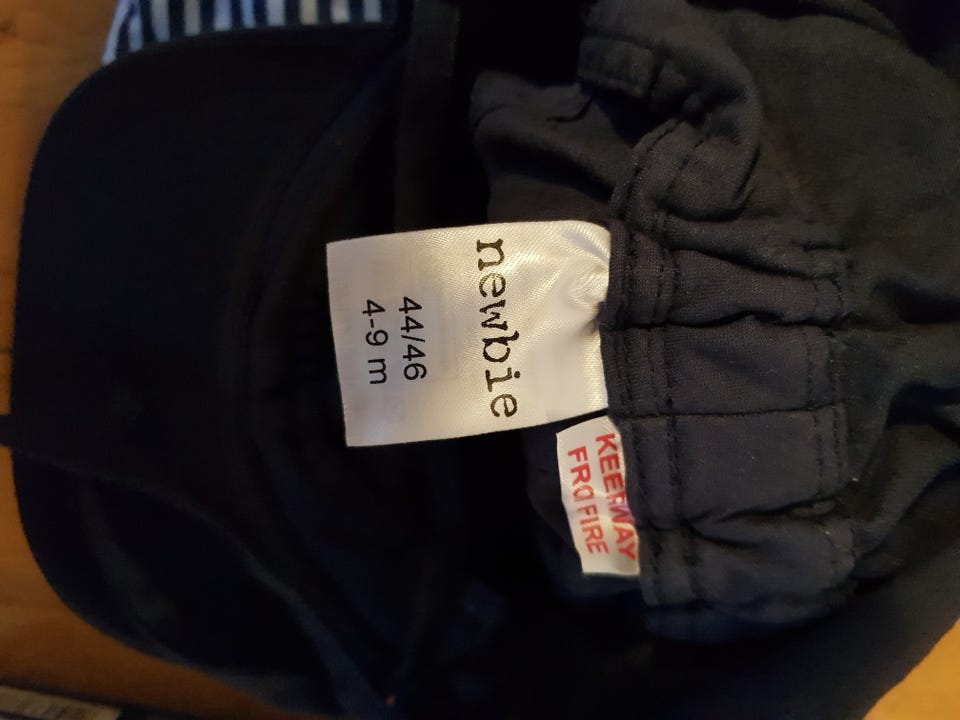 newbie
44/46
4-9 m
KEEP AWAY
FROM FIRE